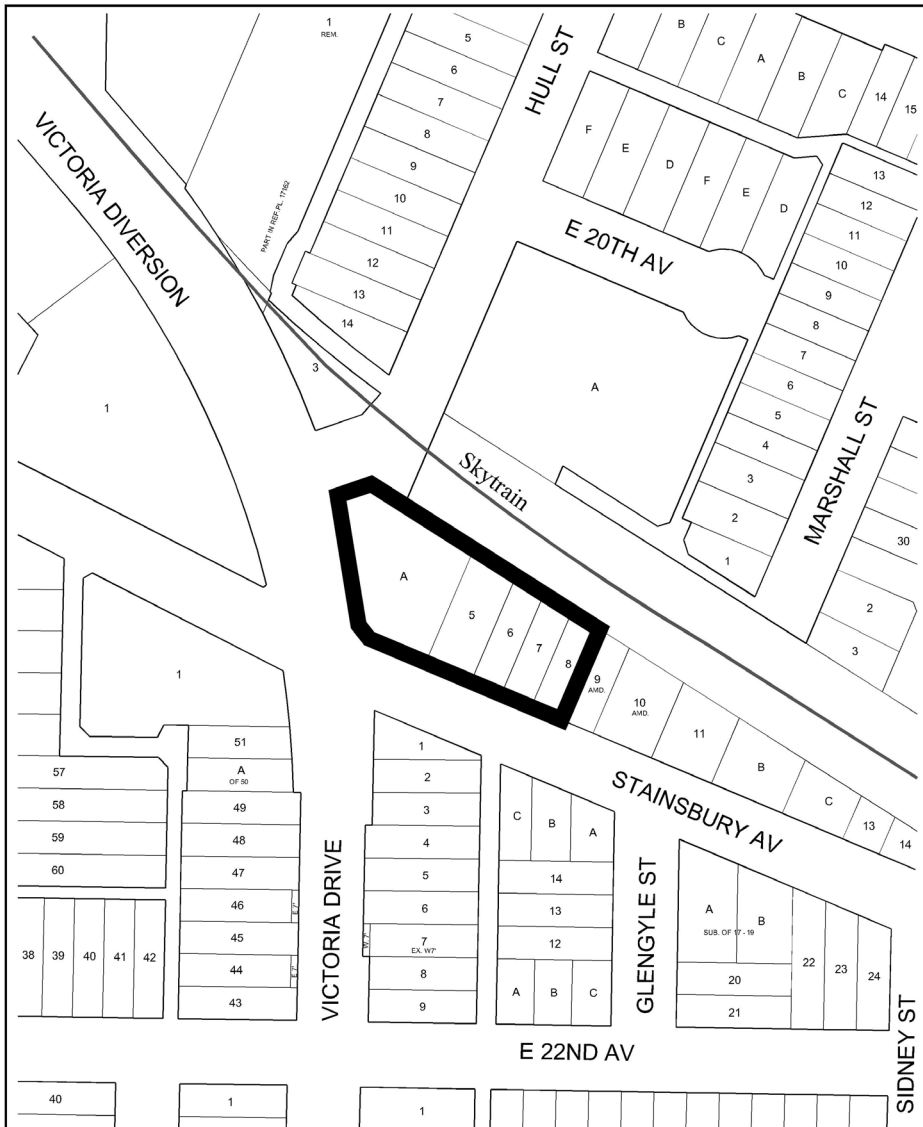 1
REM.
5
6
7
8
9
10
11
12
13
14
HULL ST
B
C
A
B
C
14
15
F
E
D
F
E
D
E 20TH AV
13
12
11
10
9
8
7
6
5
4
3
2
1
MARSHALL ST
30
2
3
VICTORIA DIVERSION
PART IN REF.PL. 17162
3
1
A
Skytrain
A
5
6
7
8
9
AMD.
10
AMD.
11
B
C
13
14
STAINSBURY AV
1
51
A
OF 50
49
48
47
46
E 7'
45
44
E 7'
43
57
58
59
60
38
39
40
41
42
VICTORIA DRIVE
1
2
3
4
5
6
W. 7'
7
EX. W7'
8
9
C
B
A
14
13
12
A
B
C
GLENGYLE ST
A
B
SUB. OF 17 - 19
20
21
22
23
24
SIDNEY ST
E 22ND AV
40
1
1